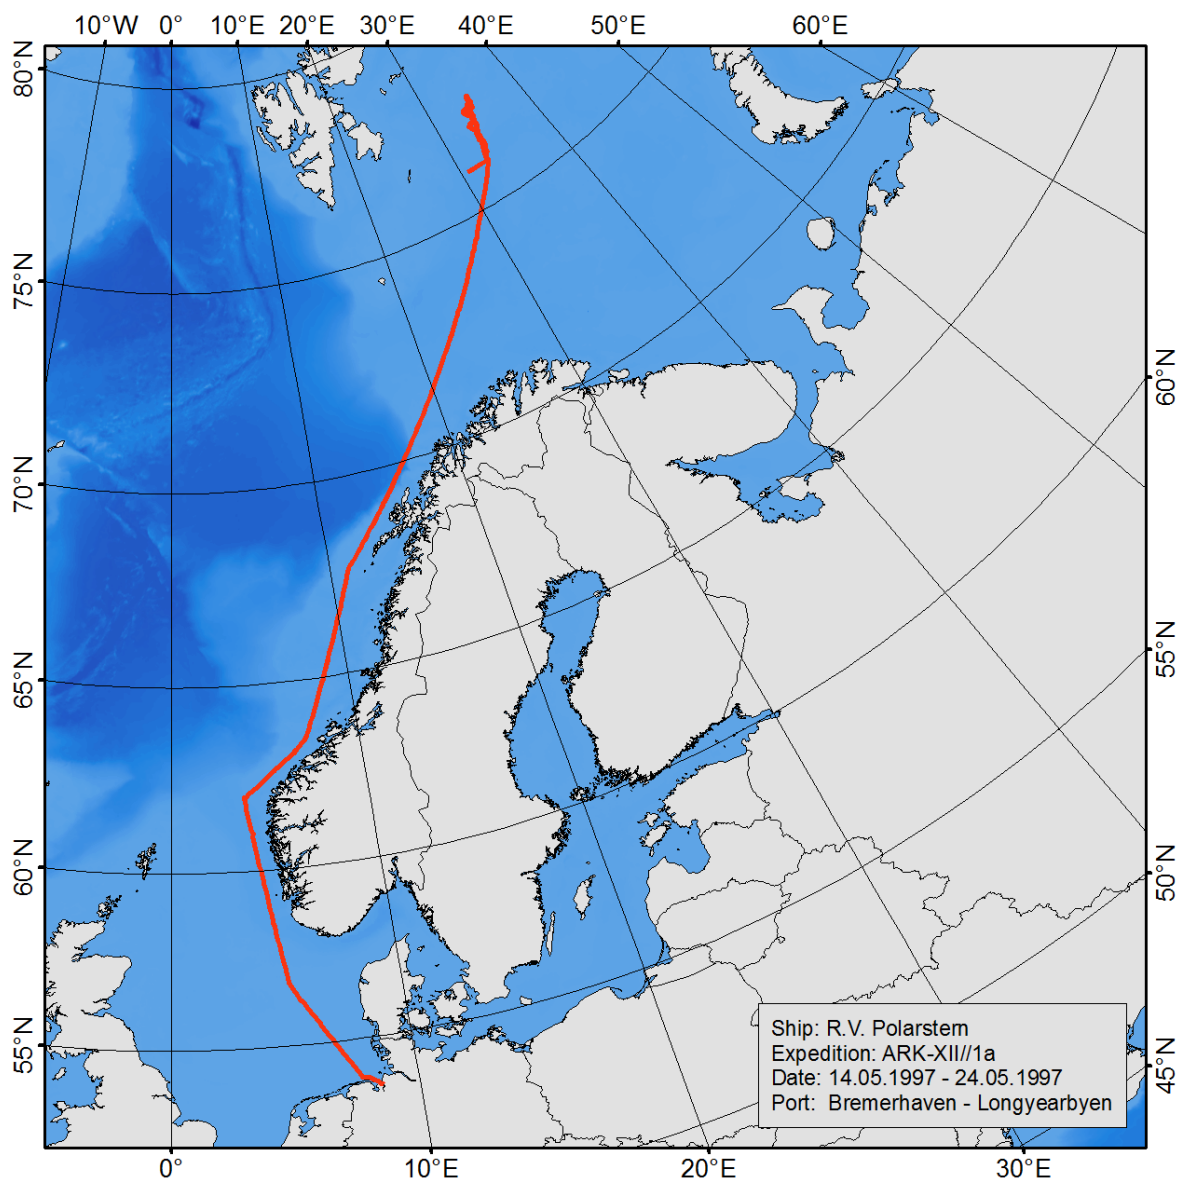 10°W 0° 10°E 20°E 30°E 40°E 50°E 60°E
80°N
75°N
70°N
65°N
60°N
55°N
60°N
55°N
50°N
45°N
Ship: R.V. Polarstern
Expedition: ARK-XII//1a
Date: 14.05.1997 - 24.05.1997
Port: Bremerhaven - Longyearbyen
0° 10°E 20°E 30°E